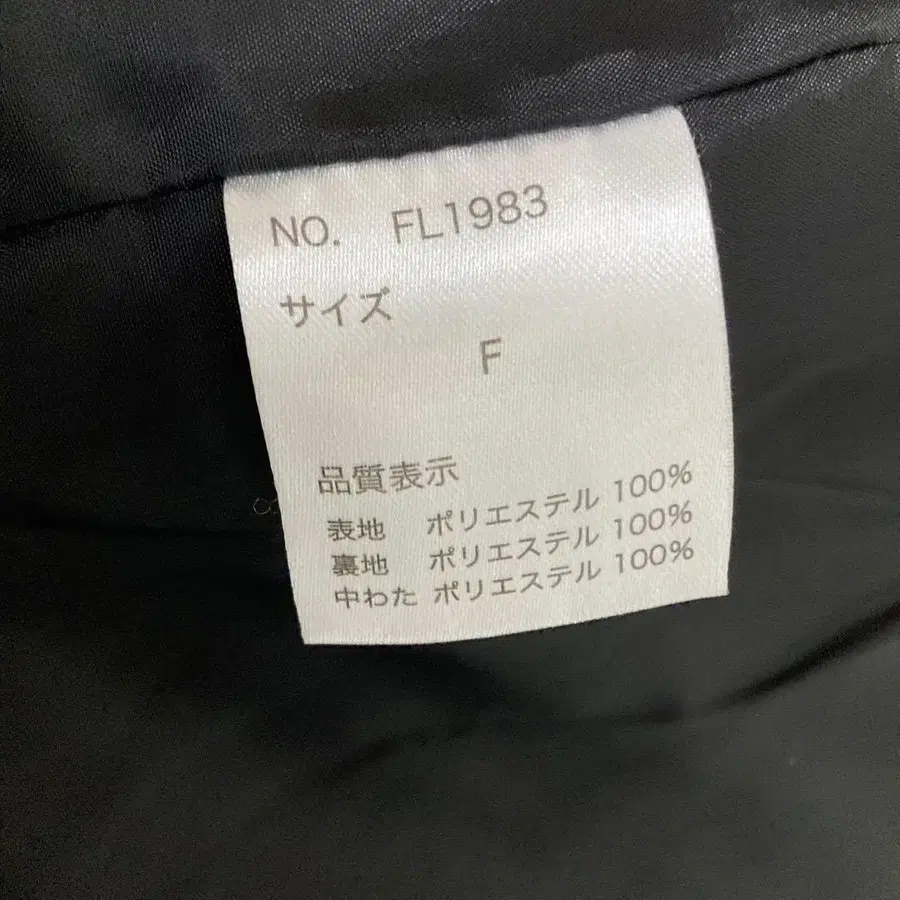 NO. FL1983
サイズ
F
品質表示
表地 ポリエステル 100%
裏地 ポリエステル 100%
中わた ポリエステル 100%